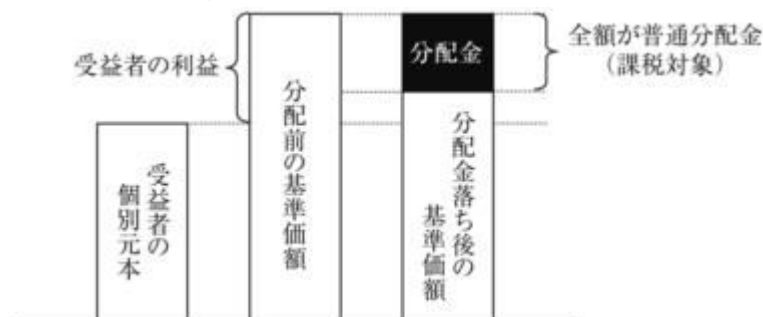 受益者の利益
受益者の
個別元本
分配前の基準価額
分配金
分配金落ち後の
基準価額
全額が普通分配金
（課税対象）